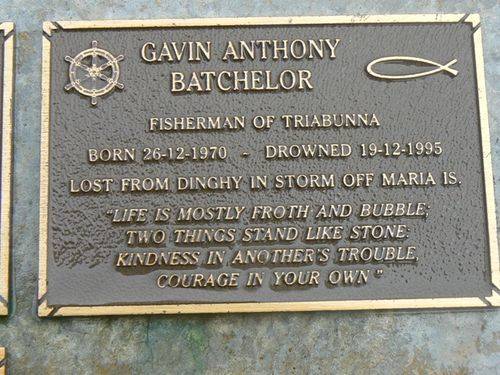 GAVIN ANTHONY
BATCHELOR
FISHERMAN OF TRIABUNNA
BORN 26-12-1970 - DROWNED 19-12-1995
LOST FROM DINGHY IN STORM OFF MARIA IS.
"LIFE IS MOSTLY FROTH AND BUBBLE;
TWO THINGS STAND LIKE STONE:
KINDNESS IN ANOTHER'S TROUBLE,
COURAGE IN YOUR OWN"